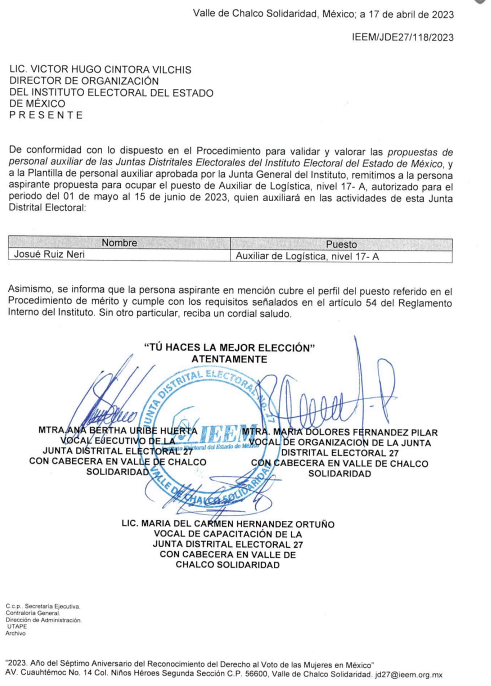 Valle de Chalco Solidaridad, México; a 17 de abril de 2023
IEEM/JDE27/118/2023
LIC. VICTOR HUGO CINTORA VILCHIS
DIRECTOR DE ORGANIZACIÓN
DEL INSTITUTO ELECTORAL DEL ESTADO
DE MÉXICO
P R E S E N T E
De conformidad con lo dispuesto en el Procedimiento para validar y valorar las propuestas de
personal auxiliar de las Juntas Distritales Electorales del Instituto Electoral del Estado de México, y
a la Plantilla de personal auxiliar aprobada por la Junta General del Instituto, remitimos a la persona
aspirante propuesta para ocupar el puesto de Auxiliar de Logística, nivel 17- A, autorizado para el
periodo del 01 de mayo al 15 de junio de 2023, quien auxiliará en las actividades de esta Junta
Distrital Electoral:
Nombre Puesto
Josué Ruiz Neri Auxiliar de Logística, nivel 17- A
Asimismo, se informa que la persona aspirante en mención cubre el perfil del puesto referido en el
Procedimiento de mérito y cumple con los requisitos señalados en el artículo 54 del Reglamento
Interno del Instituto. Sin otro particular, reciba un cordial saludo.
“TÚ HACES LA MEJOR ELECCIÓN”
ATENTAMENTE
JUNTA DISTRITAL ELECTORAL No. 27
IEEM
Instituto Electoral del Estado de México
VALLE DE CHALCO SOLIDARIDAD
MTRA. ANA BERTHA URIBE HUERTA
VOCAL EJECUTIVO DE LA
JUNTA DISTRITAL ELECTORAL 27
CON CABECERA EN VALLE DE CHALCO
SOLIDARIDAD
MTRA. MARIA DOLORES FERNANDEZ PILAR
VOCAL DE ORGANIZACION DE LA JUNTA
DISTRITAL ELECTORAL 27
CON CABECERA EN VALLE DE CHALCO
SOLIDARIDAD
LIC. MARIA DEL CARMEN HERNANDEZ ORTUÑO
VOCAL DE CAPACITACIÓN DE LA
JUNTA DISTRITAL ELECTORAL 27
CON CABECERA EN VALLE DE
CHALCO SOLIDARIDAD
C.c.p. Secretaría Ejecutiva.
Contraloría General.
Dirección de Administración.
UTAPE
Archivo
"2023. Año del Séptimo Aniversario del Reconocimiento del Derecho al Voto de las Mujeres en México"
AV. Cuauhtémoc No. 14 Col. Niños Héroes Segunda Sección C.P. 56600, Valle de Chalco Solidaridad. jd27@ieem.org.mx